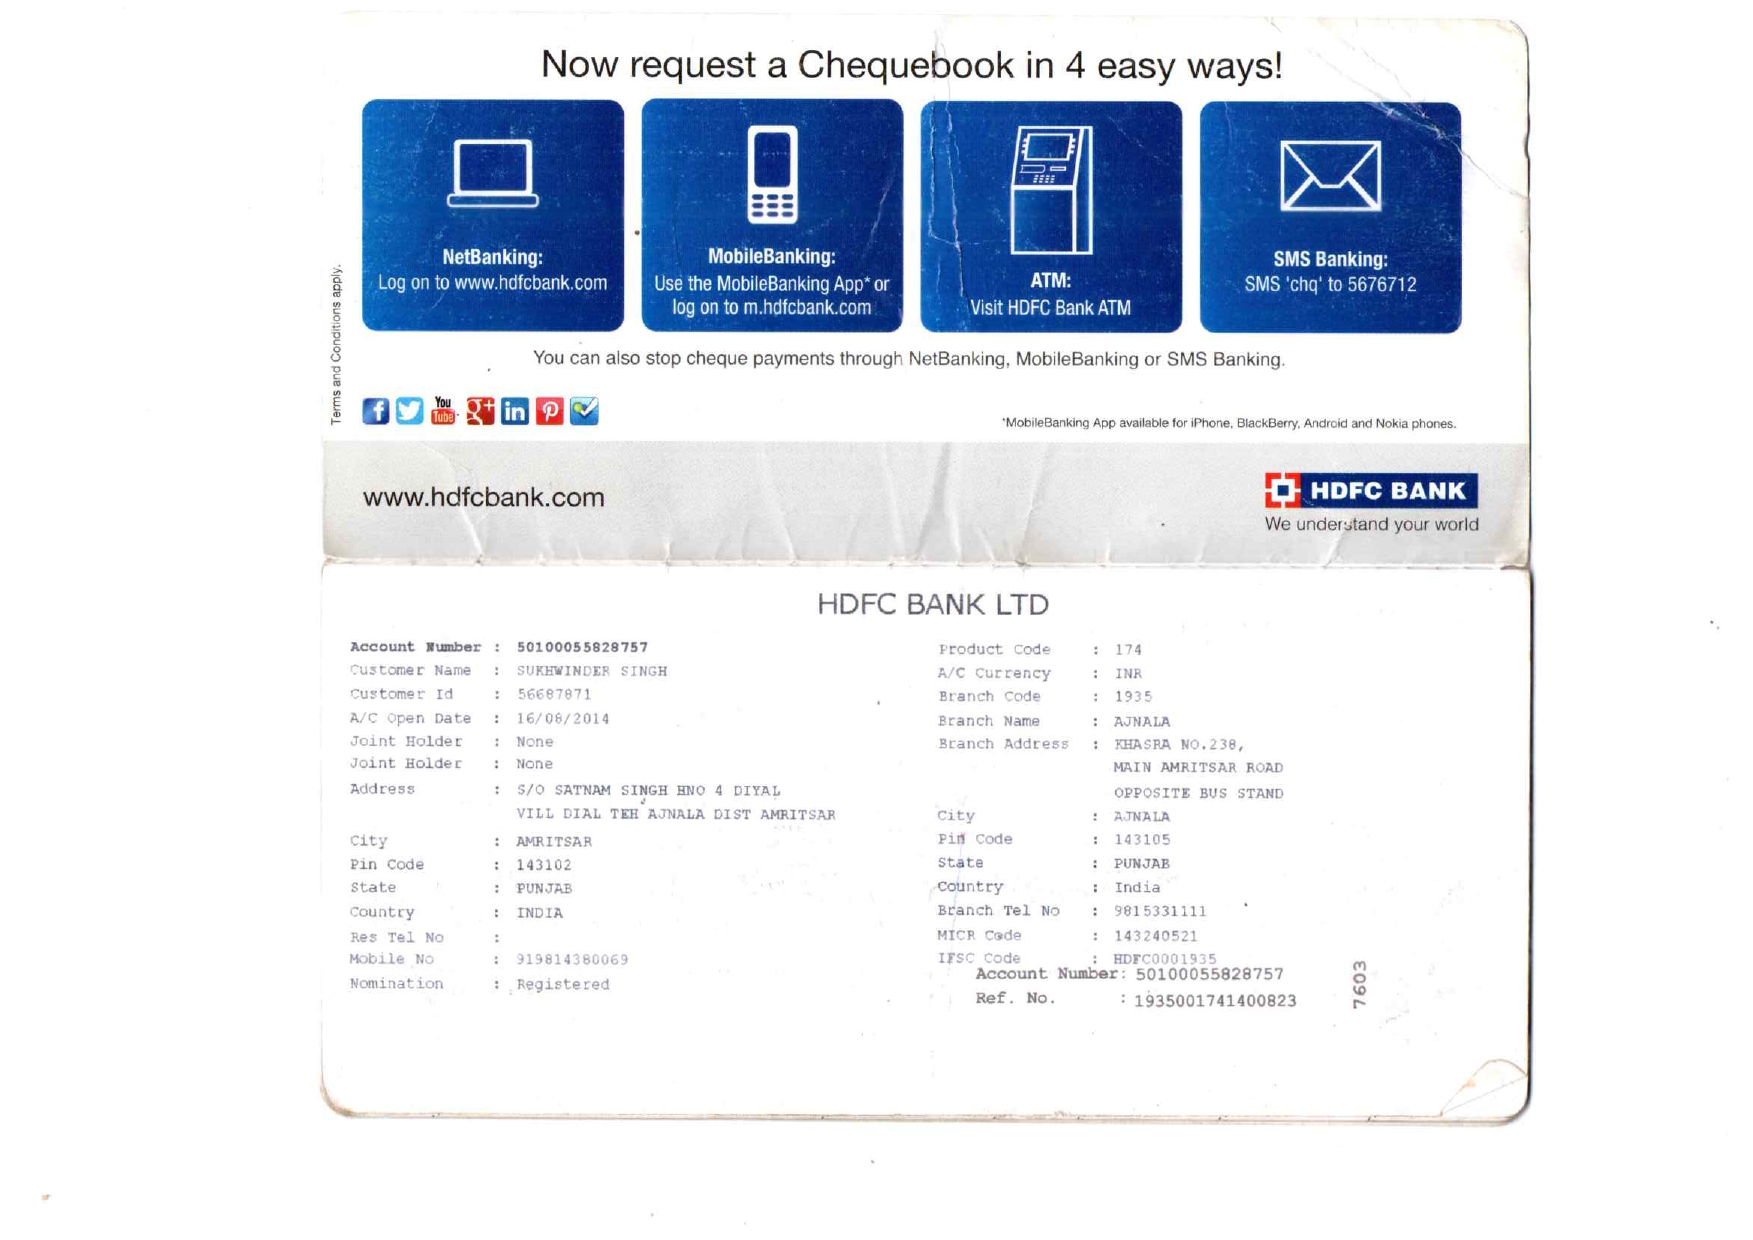 Now request a Chequebook in 4 easy ways!
NetBanking:
Log on to www.hdfcbank.com
MobileBanking:
Use the MobileBanking App* or
log on to m.hdfcbank.com
ATM:
Visit HDFC Bank ATM
SMS Banking:
SMS 'chq' to 5676712
Terms and Conditions apply.
You can also stop cheque payments through NetBanking, MobileBanking or SMS Banking.
You Tube
*MobileBanking App available for iPhone, BlackBerry, Android and Nokia phones.
www.hdfcbank.com
HDFC BANK
We understand your world
HDFC BANK LTD
Account Number : 50100055828757
Customer Name : SUKHWINDER SINGH
Customer Id : 56687871
A/C Open Date : 16/08/2014
Joint Holder : None
Joint Holder : None
Address : S/O SATNAM SINGH HNO 4 DIYAL
VILL DIAL TEH AJNALA DIST AMRITSAR
City : AMRITSAR
Pin Code : 143102
State : PUNJAB
Country : INDIA
Res Tel No :
Mobile No : 919814380069
Nomination : Registered
Product Code : 174
A/C Currency : INR
Branch Code : 1935
Branch Name : AJNALA
Branch Address : KHASRA NO.238,
MAIN AMRITSAR ROAD
OPPOSITE BUS STAND
City : AJNALA
Pin Code : 143105
State : PUNJAB
Country : India
Branch Tel No : 9815331111
MICR Code : 143240521
IFSC Code : HDFC0001935
Account Number: 50100055828757
Ref. No. : 1935001741400823
7603